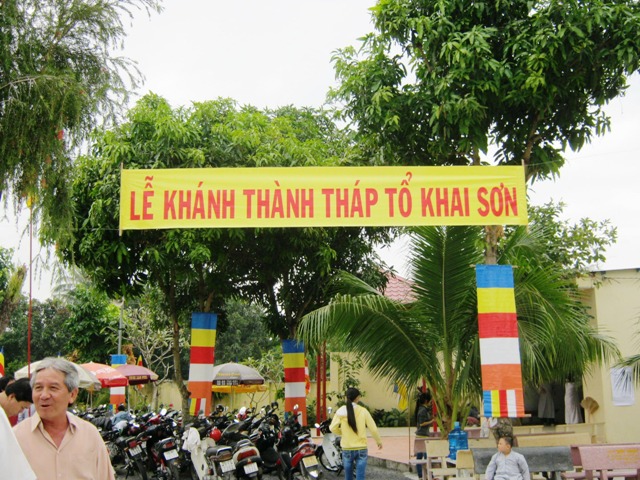 LỄ KHÁNH THÀNH THÁP TỔ KHAI SƠN